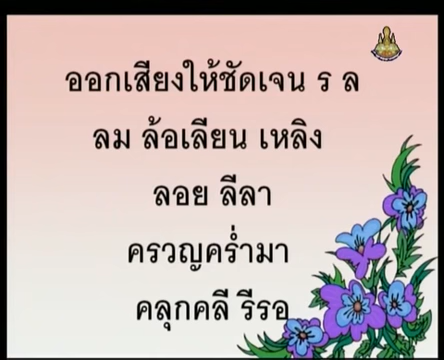 ออกเสียงให้ชัดเจน ร ล
ลม ล้อเลียน เหลิง
ลอย ลีลา
ครวญคร่ำมา
คลุกคลี รีรอ